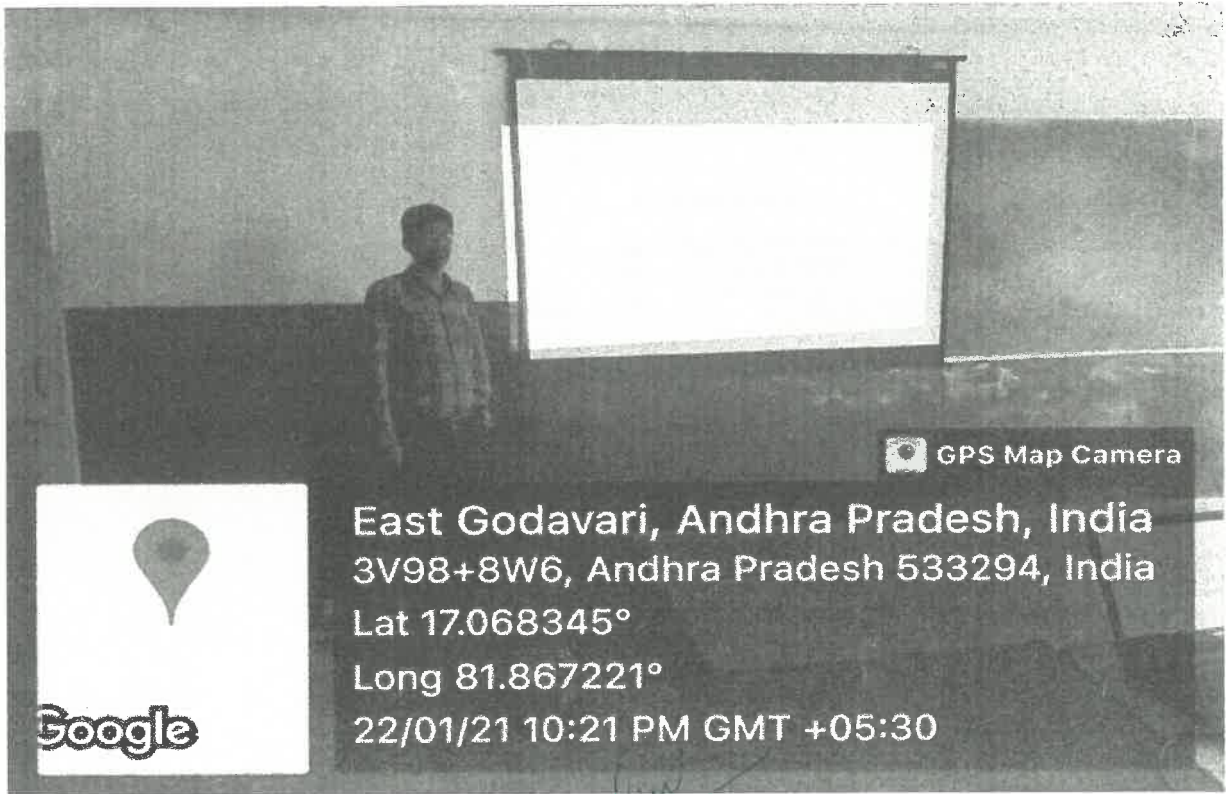 GPS Map Camera
East Godavari, Andhra Pradesh, India
3V98+8W6, Andhra Pradesh 533294, India
Lat 17.068345°
Long 81.867221°
22/01/21 10:21 PM GMT +05:30
Google